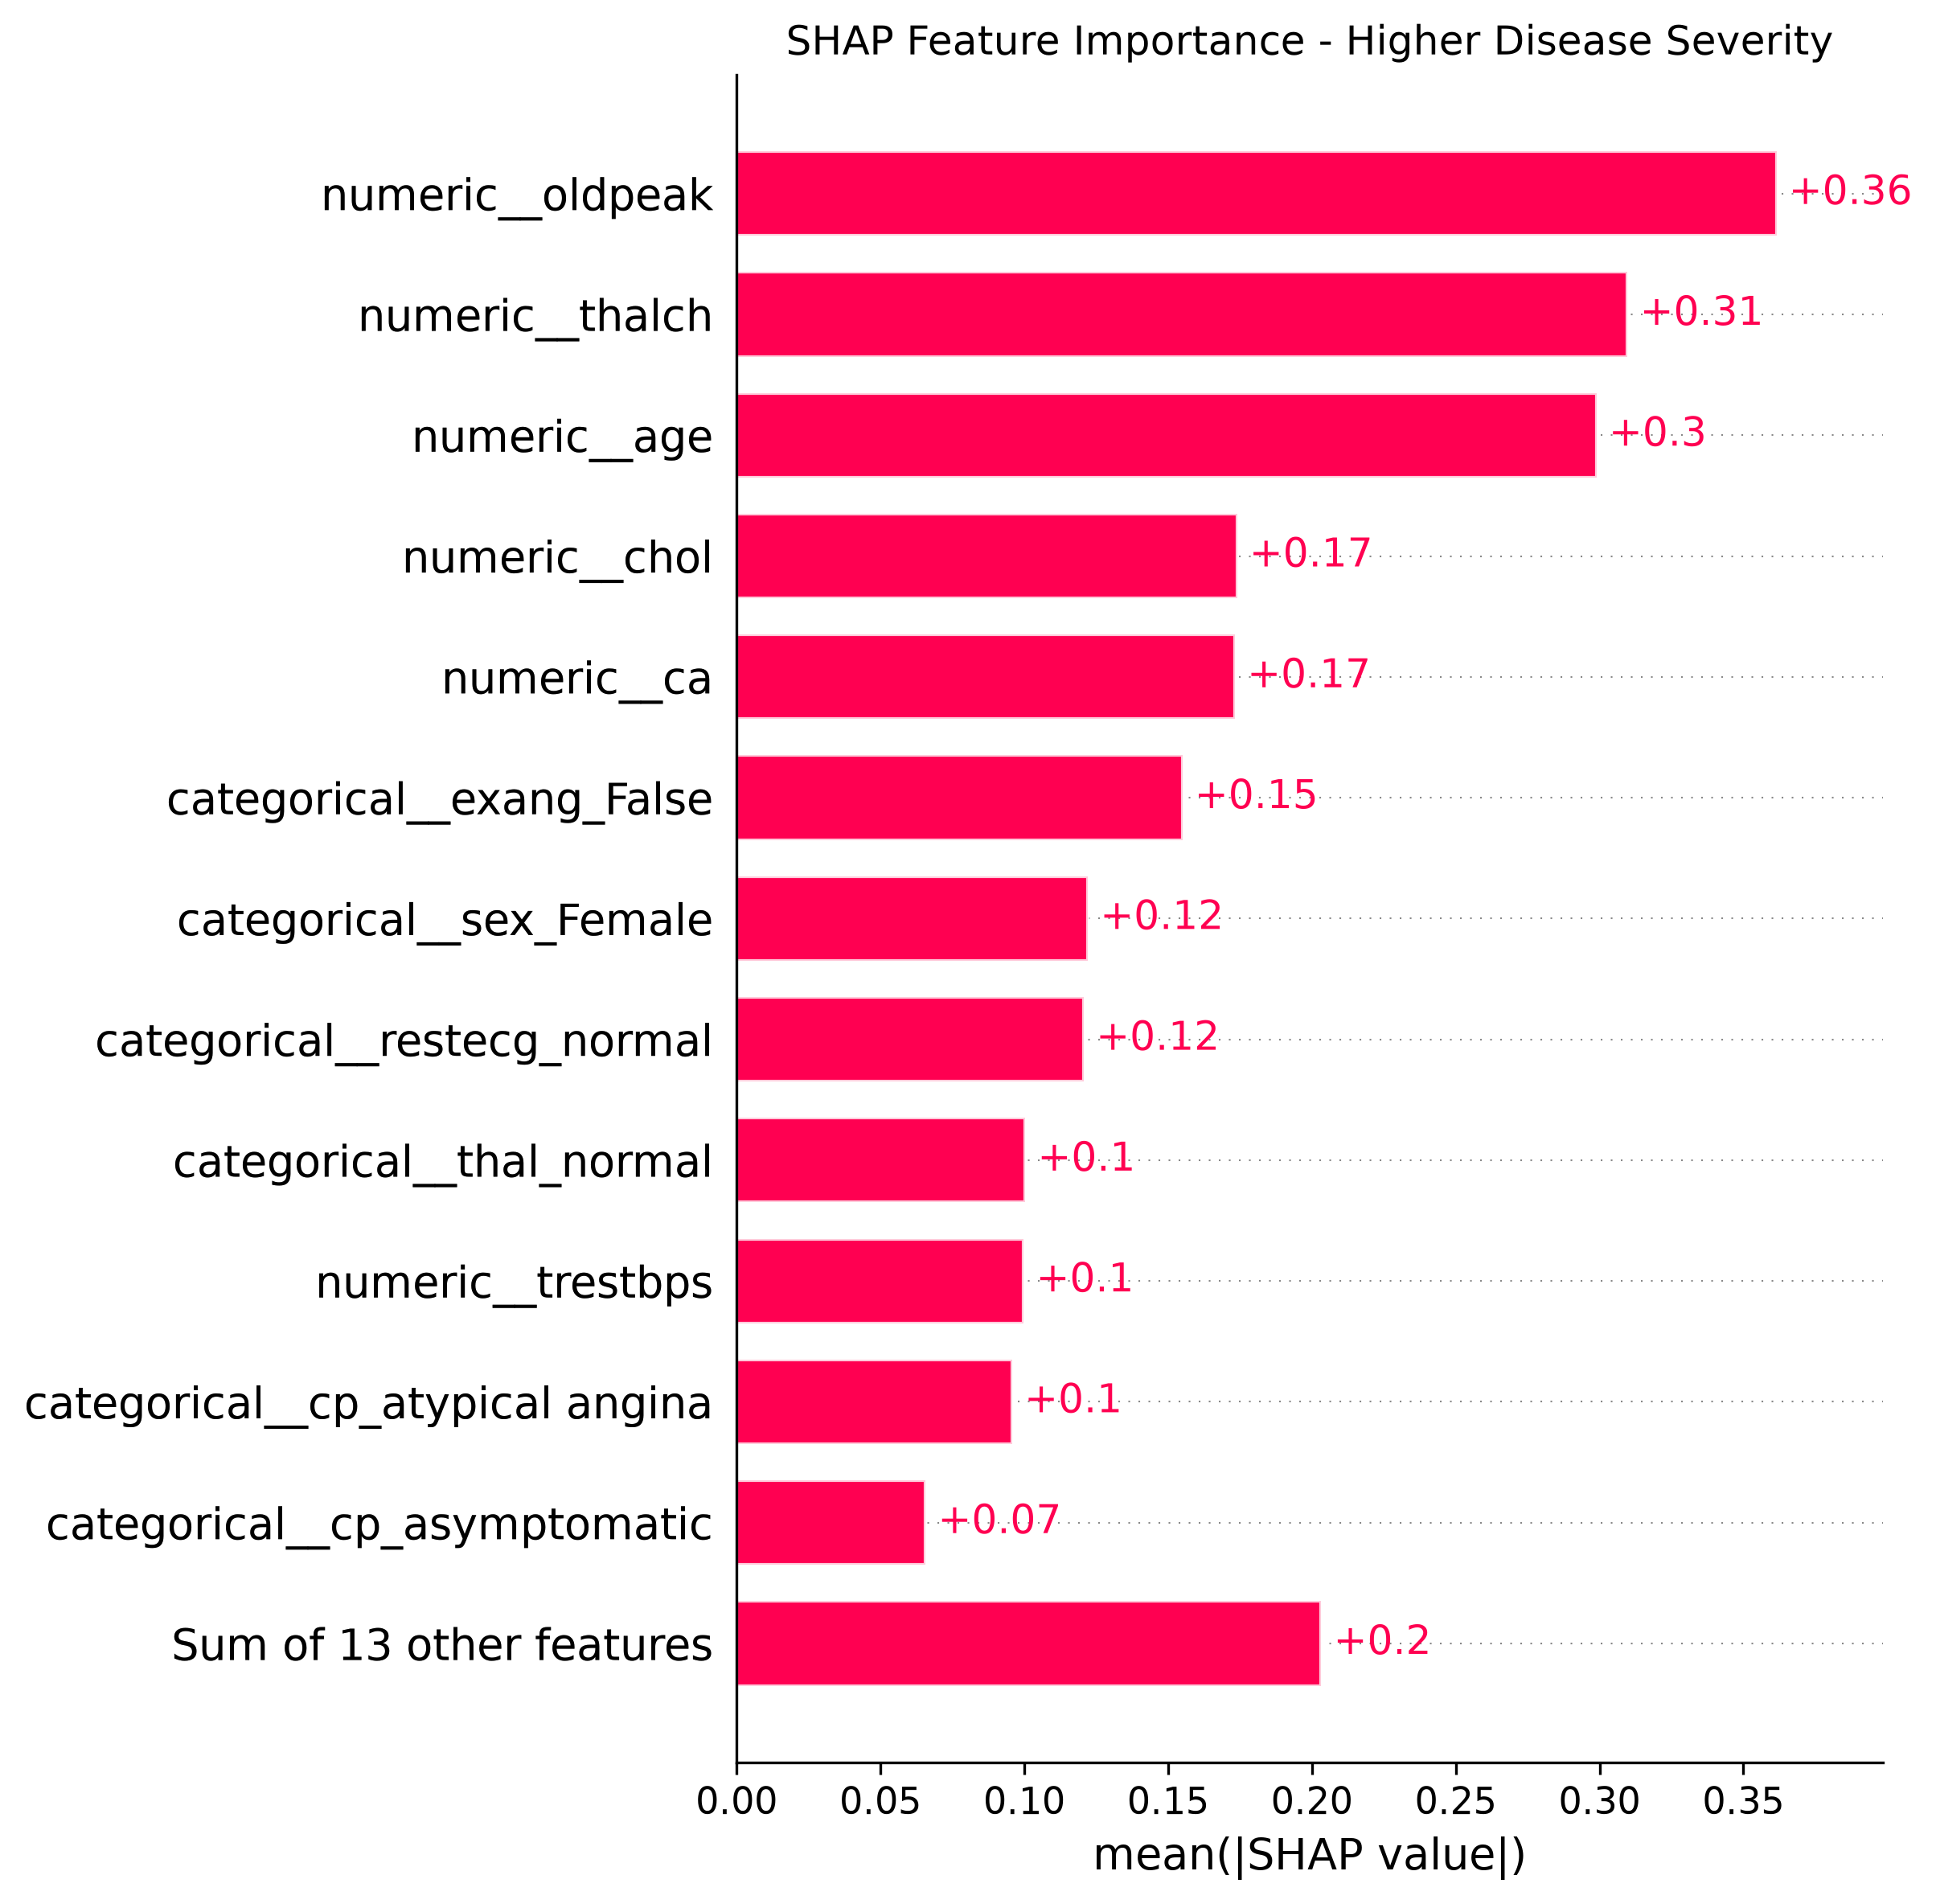 SHAP Feature Importance - Higher Disease Severity
numeric__oldpeak +0.36
numeric__thalch +0.31
numeric__age +0.3
numeric__chol +0.17
numeric__ca +0.17
categorical__exang_False +0.15
categorical__sex_Female +0.12
categorical__restecg_normal +0.12
categorical__thal_normal +0.1
numeric__trestbps +0.1
categorical__cp_atypical angina +0.1
categorical__cp_asymptomatic +0.07
Sum of 13 other features +0.2
0.00 0.05 0.10 0.15 0.20 0.25 0.30 0.35
mean(|SHAP value|)